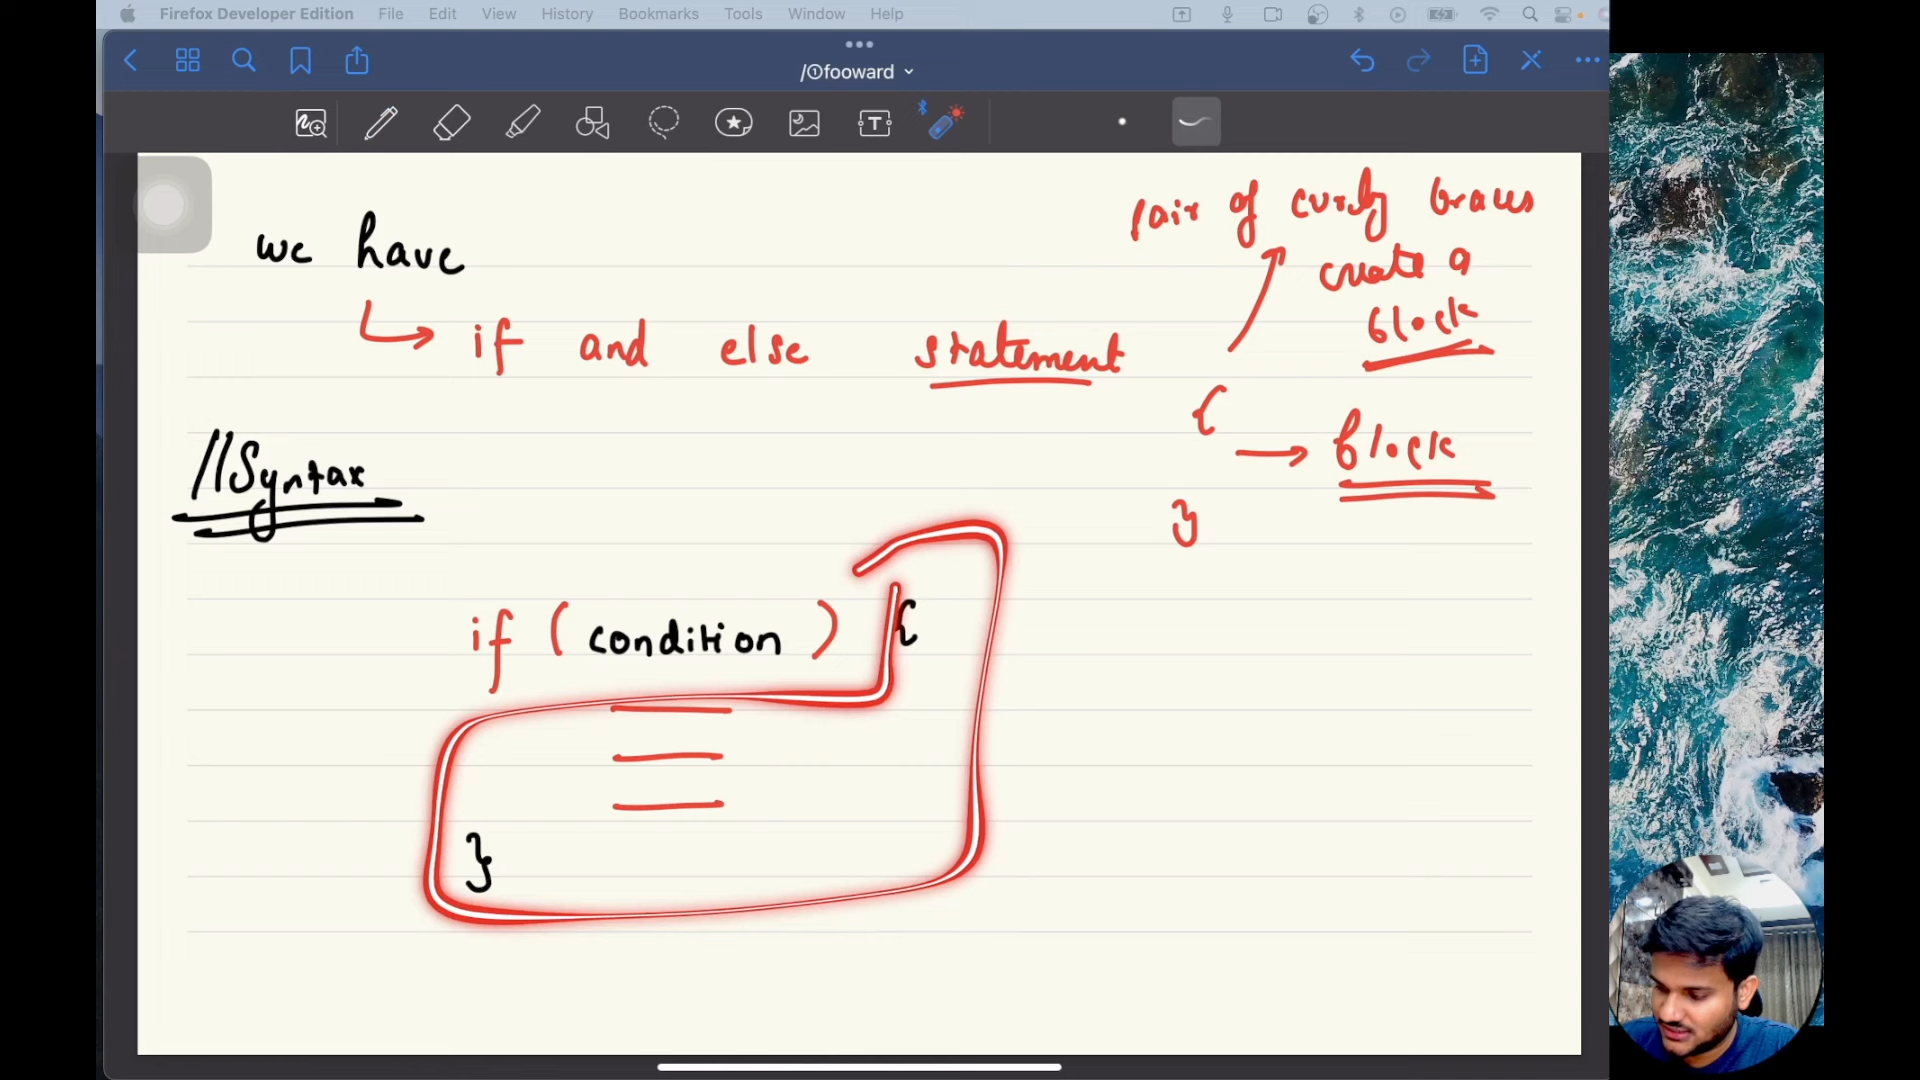 Firefox Developer Edition File Edit View History Bookmarks Tools Window Help
/①fooward
T
we have
if and else statement
pair of curly braces
create a
block
{
block
}
//Syntax
if (condition) {
}